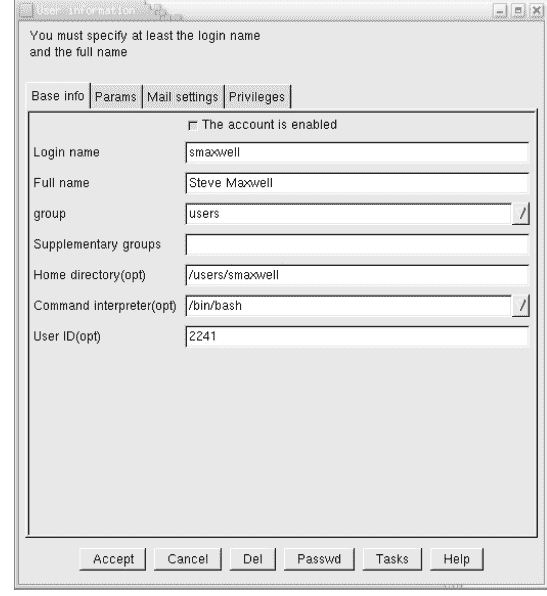 User information
You must specify at least the login name
and the full name
Base info Params Mail settings Privileges
The account is enabled
Login name smaxwell
Full name Steve Maxwell
group users
Supplementary groups
Home directory(opt) /users/smaxwell
Command interpreter(opt) /bin/bash
User ID(opt) 2241
Accept Cancel Del Passwd Tasks Help